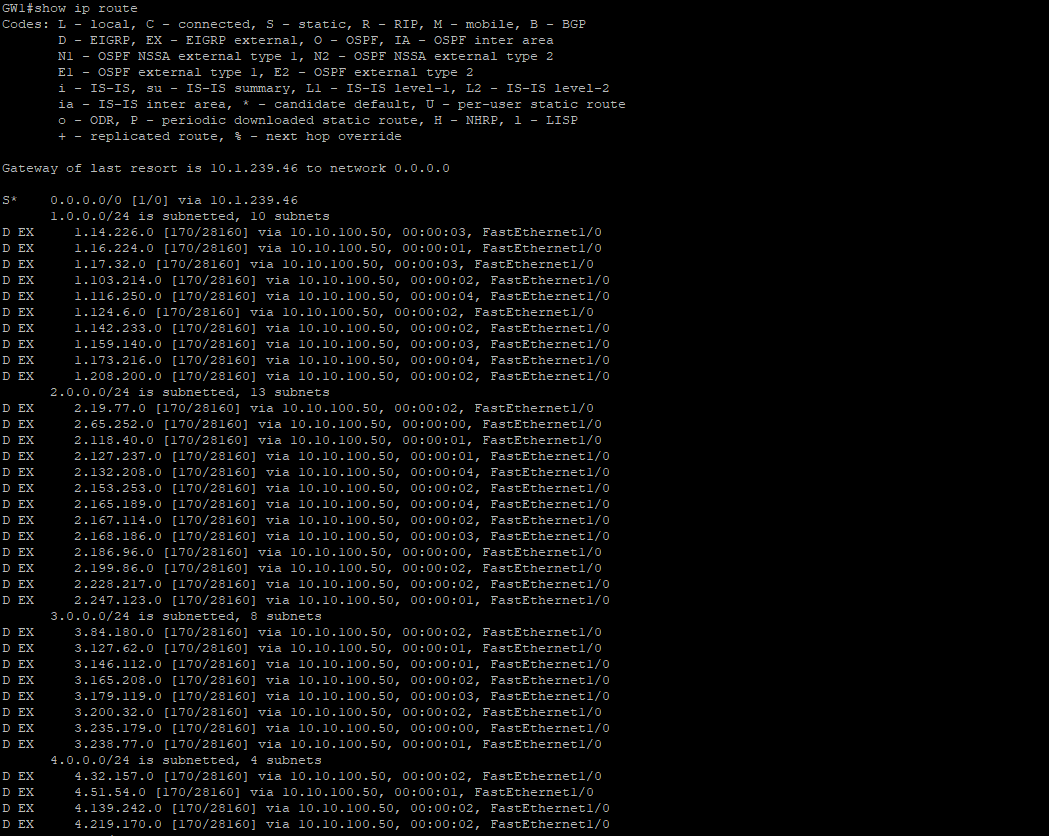 GW1#show ip route
Codes: L - local, C - connected, S - static, R - RIP, M - mobile, B - BGP
       D - EIGRP, EX - EIGRP external, O - OSPF, IA - OSPF inter area
       N1 - OSPF NSSA external type 1, N2 - OSPF NSSA external type 2
       E1 - OSPF external type 1, E2 - OSPF external type 2
       i - IS-IS, su - IS-IS summary, L1 - IS-IS level-1, L2 - IS-IS level-2
       ia - IS-IS inter area, * - candidate default, U - per-user static route
       o - ODR, P - periodic downloaded static route, H - NHRP, l - LISP
       + - replicated route, % - next hop override

Gateway of last resort is 10.1.239.46 to network 0.0.0.0

S*    0.0.0.0/0 [1/0] via 10.1.239.46
      1.0.0.0/24 is subnetted, 10 subnets
D EX     1.14.226.0 [170/28160] via 10.10.100.50, 00:00:03, FastEthernet1/0
D EX     1.16.224.0 [170/28160] via 10.10.100.50, 00:00:01, FastEthernet1/0
D EX     1.17.32.0 [170/28160] via 10.10.100.50, 00:00:03, FastEthernet1/0
D EX     1.103.214.0 [170/28160] via 10.10.100.50, 00:00:02, FastEthernet1/0
D EX     1.116.250.0 [170/28160] via 10.10.100.50, 00:00:04, FastEthernet1/0
D EX     1.124.6.0 [170/28160] via 10.10.100.50, 00:00:02, FastEthernet1/0
D EX     1.142.233.0 [170/28160] via 10.10.100.50, 00:00:02, FastEthernet1/0
D EX     1.159.140.0 [170/28160] via 10.10.100.50, 00:00:03, FastEthernet1/0
D EX     1.173.216.0 [170/28160] via 10.10.100.50, 00:00:04, FastEthernet1/0
D EX     1.208.200.0 [170/28160] via 10.10.100.50, 00:00:02, FastEthernet1/0
      2.0.0.0/24 is subnetted, 13 subnets
D EX     2.19.77.0 [170/28160] via 10.10.100.50, 00:00:02, FastEthernet1/0
D EX     2.65.252.0 [170/28160] via 10.10.100.50, 00:00:00, FastEthernet1/0
D EX     2.118.40.0 [170/28160] via 10.10.100.50, 00:00:01, FastEthernet1/0
D EX     2.127.237.0 [170/28160] via 10.10.100.50, 00:00:01, FastEthernet1/0
D EX     2.132.208.0 [170/28160] via 10.10.100.50, 00:00:04, FastEthernet1/0
D EX     2.153.253.0 [170/28160] via 10.10.100.50, 00:00:02, FastEthernet1/0
D EX     2.165.189.0 [170/28160] via 10.10.100.50, 00:00:04, FastEthernet1/0
D EX     2.167.114.0 [170/28160] via 10.10.100.50, 00:00:02, FastEthernet1/0
D EX     2.168.186.0 [170/28160] via 10.10.100.50, 00:00:03, FastEthernet1/0
D EX     2.186.96.0 [170/28160] via 10.10.100.50, 00:00:00, FastEthernet1/0
D EX     2.199.86.0 [170/28160] via 10.10.100.50, 00:00:02, FastEthernet1/0
D EX     2.228.217.0 [170/28160] via 10.10.100.50, 00:00:02, FastEthernet1/0
D EX     2.247.123.0 [170/28160] via 10.10.100.50, 00:00:01, FastEthernet1/0
      3.0.0.0/24 is subnetted, 8 subnets
D EX     3.84.180.0 [170/28160] via 10.10.100.50, 00:00:02, FastEthernet1/0
D EX     3.127.62.0 [170/28160] via 10.10.100.50, 00:00:01, FastEthernet1/0
D EX     3.146.112.0 [170/28160] via 10.10.100.50, 00:00:01, FastEthernet1/0
D EX     3.165.208.0 [170/28160] via 10.10.100.50, 00:00:02, FastEthernet1/0
D EX     3.179.119.0 [170/28160] via 10.10.100.50, 00:00:03, FastEthernet1/0
D EX     3.200.32.0 [170/28160] via 10.10.100.50, 00:00:02, FastEthernet1/0
D EX     3.235.179.0 [170/28160] via 10.10.100.50, 00:00:00, FastEthernet1/0
D EX     3.238.77.0 [170/28160] via 10.10.100.50, 00:00:01, FastEthernet1/0
      4.0.0.0/24 is subnetted, 4 subnets
D EX     4.32.157.0 [170/28160] via 10.10.100.50, 00:00:02, FastEthernet1/0
D EX     4.51.54.0 [170/28160] via 10.10.100.50, 00:00:01, FastEthernet1/0
D EX     4.139.242.0 [170/28160] via 10.10.100.50, 00:00:02, FastEthernet1/0
D EX     4.219.170.0 [170/28160] via 10.10.100.50, 00:00:02, FastEthernet1/0